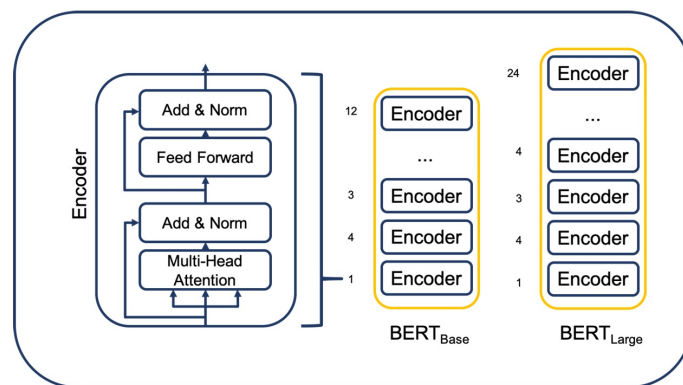 Encoder
Add & Norm
Feed Forward
Add & Norm
Multi-Head
Attention
12
Encoder
...
3
Encoder
4
Encoder
1
Encoder
BERTBase
24
Encoder
...
4
Encoder
3
Encoder
4
Encoder
1
Encoder
BERTLarge